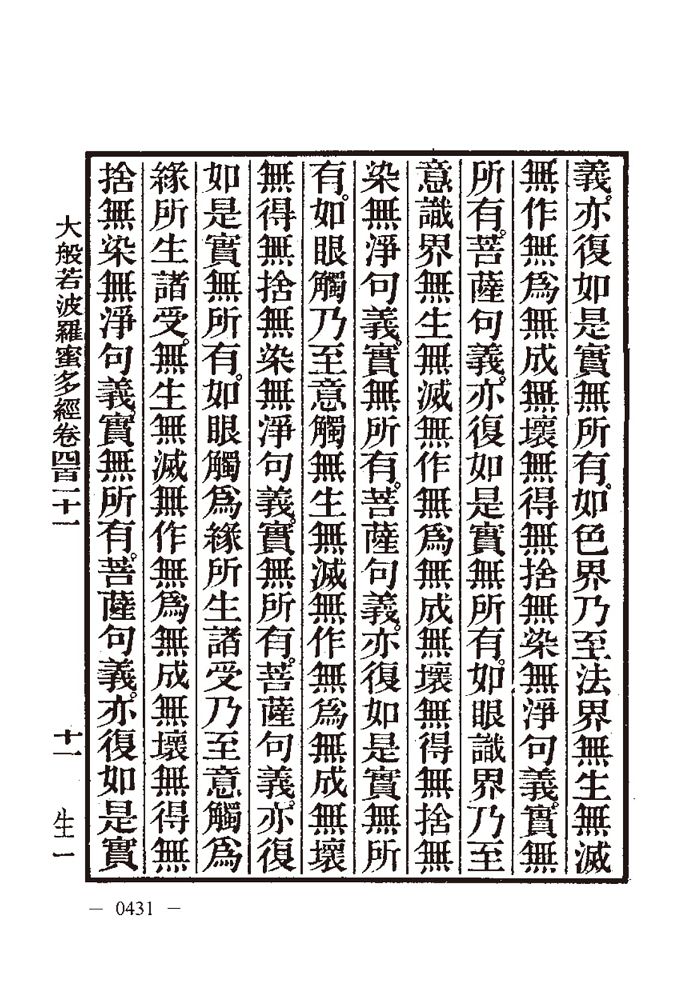 義。亦復如是實無所有。如色界乃至法界無生無滅
無作無爲無成無壞無得無捨無染無淨句義。實無
所有。菩薩句義。亦復如是實無所有。如眼識界乃至
意識界無生無滅無作無爲無成無壞無得無捨無
染無淨句義。實無所有。菩薩句義。亦復如是實無所
有。如眼觸乃至意觸無生無滅無作無爲無成無壞
無得無捨無染無淨句義。實無所有。菩薩句義。亦復
如是實無所有。如眼觸爲緣所生諸受乃至意觸爲
緣所生諸受。無生無滅無作無爲無成無壞無得無
捨無染無淨句義。實無所有。菩薩句義。亦復如是實
大般若波羅蜜多經卷四百二十一 十一 生一
— 0431 —